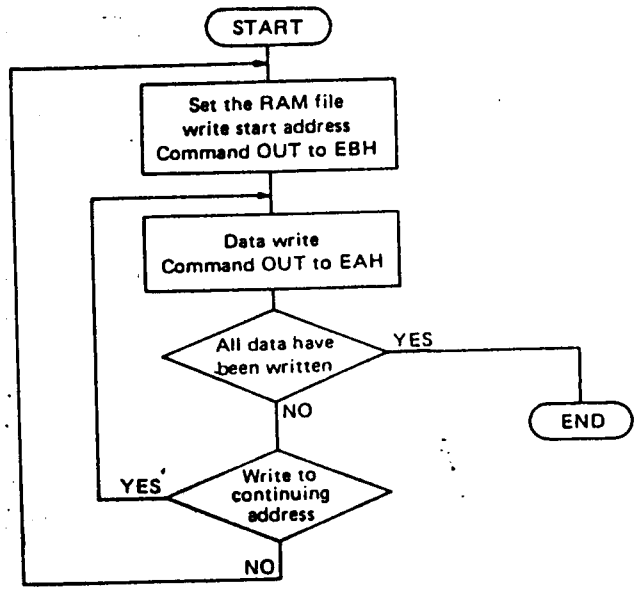 START
Set the RAM file
write start address
Command OUT to EBH
Data write
Command OUT to EAH
All data have
been written
YES
NO
END
YES
Write to
continuing
address
NO